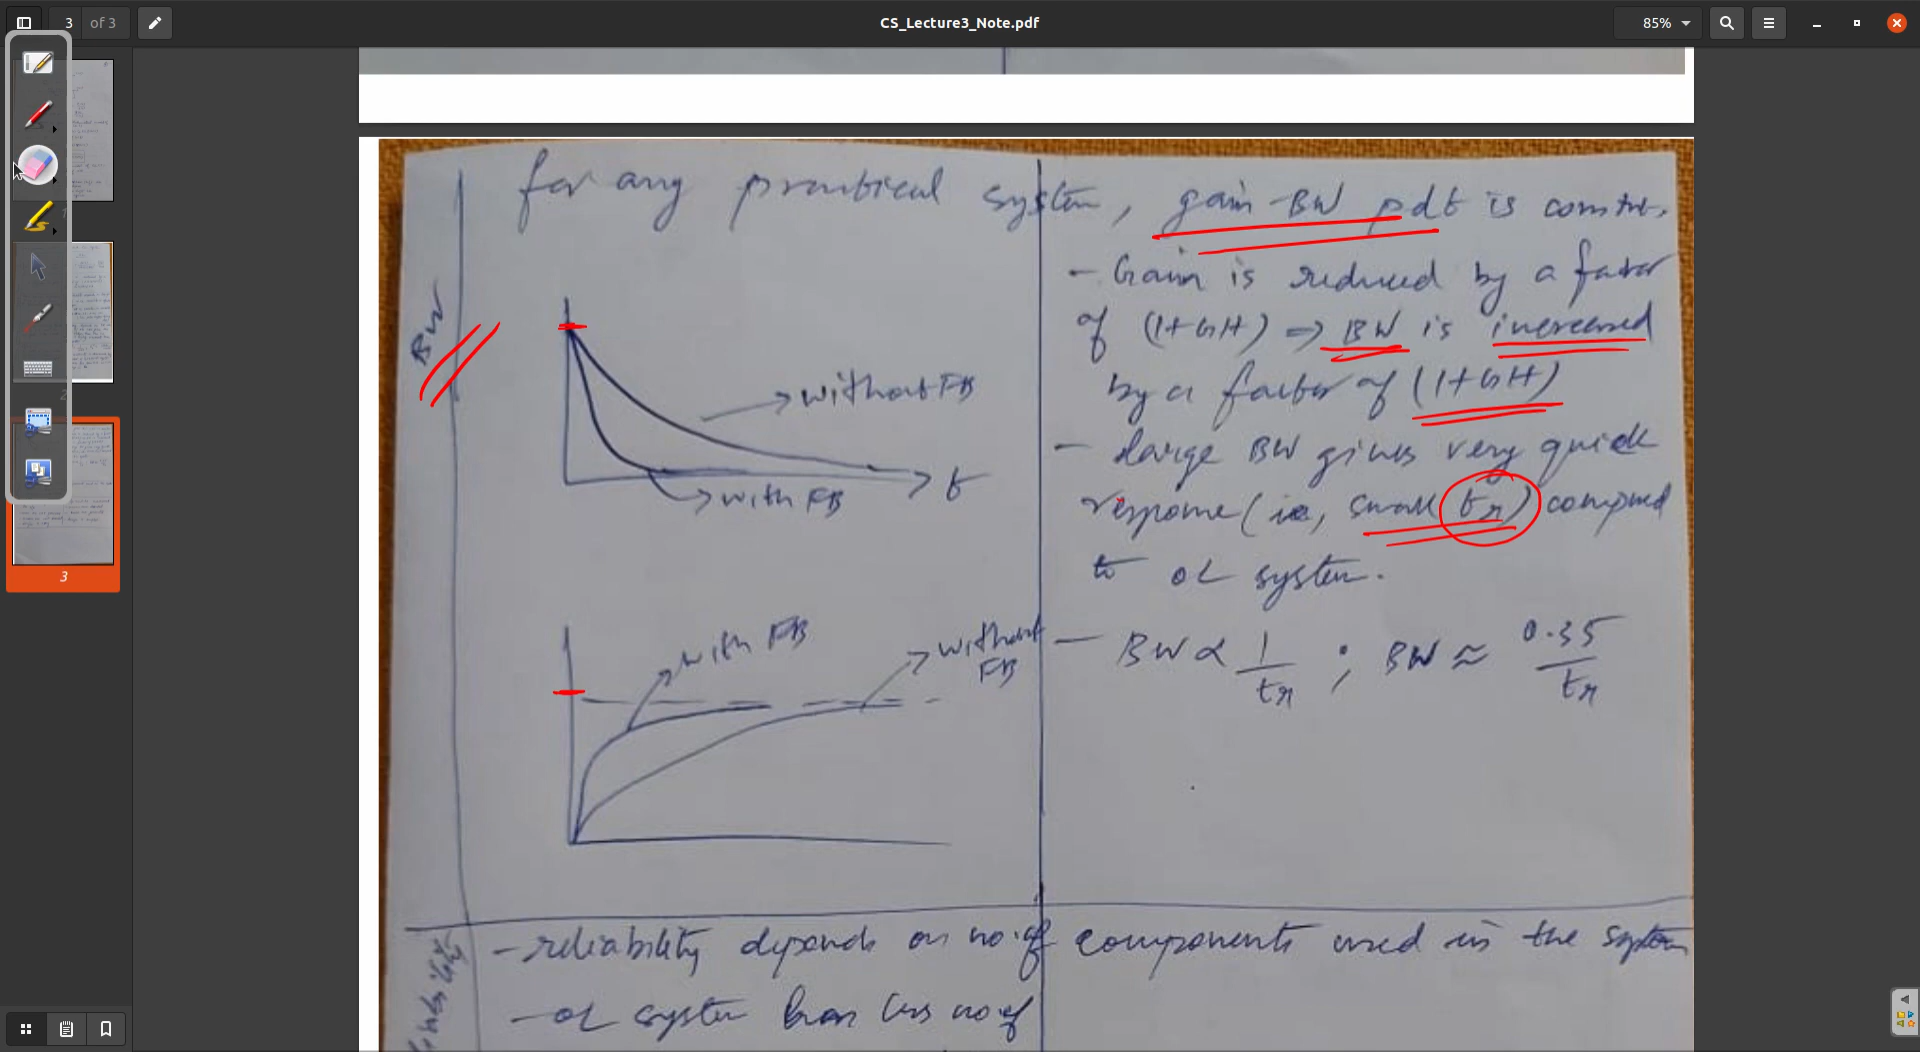 3 of 3
CS_Lecture3_Note.pdf
85%
for any practical system, gain-BW pdt is const.
BW
- Gain is reduced by a factor
of (1+GH) => BW is increased
by a factor of (1+GH)
- large BW gives very quick
response (ie, small tr) compared
to OL system.
without FB
with FB
t
with FB
without
FB
- BW ∝ 1/tr ; BW ≈ 0.35/tr
- reliability depends on no.of components used in the system
- OL system has less no of
1
2
3